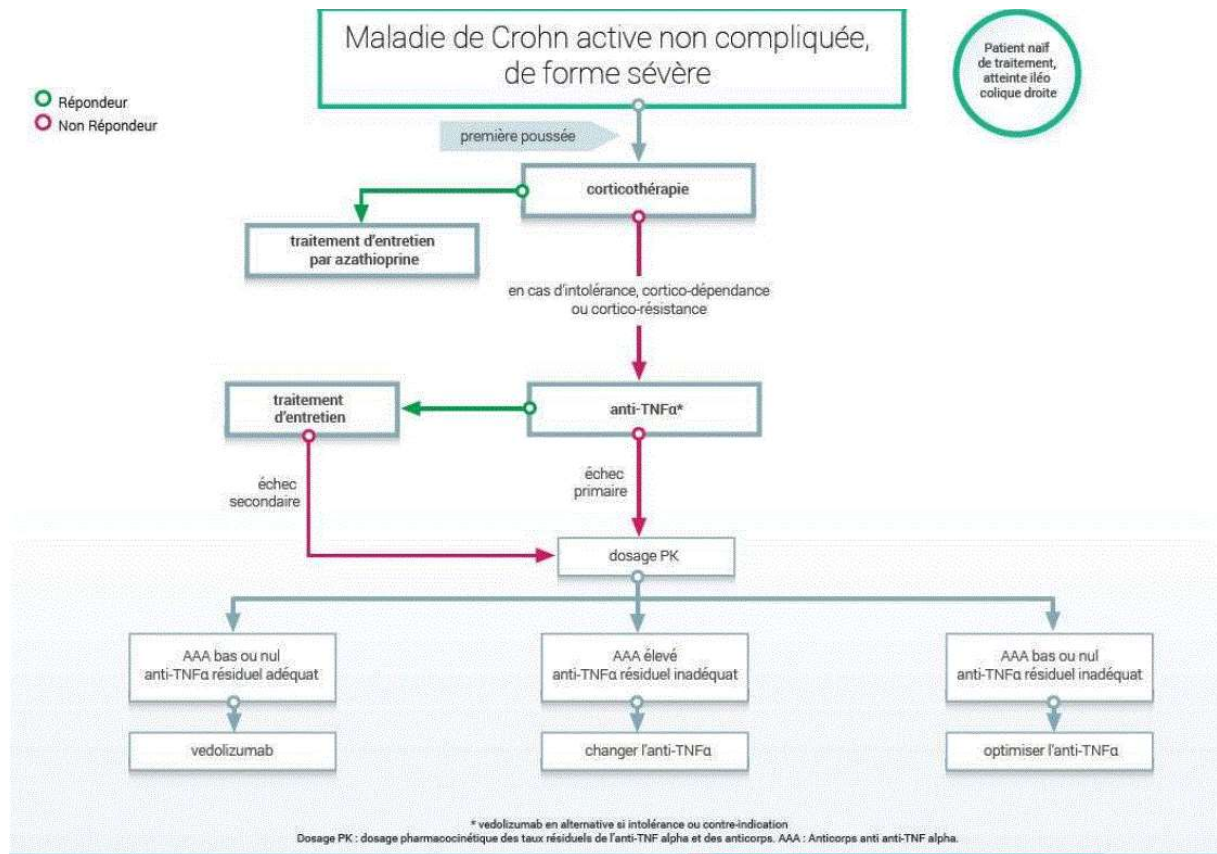 Maladie de Crohn active non compliquée,
de forme sévère
Patient naïf
de traitement,
atteinte iléo
colique droite
Répondeur
Non Répondeur
première poussée
corticothérapie
traitement d'entretien
par azathioprine
en cas d'intolérance, cortico-dépendance
ou cortico-résistance
traitement
d'entretien
anti-TNFα*
échec
secondaire
échec
primaire
dosage PK
AAA bas ou nul
anti-TNFα résiduel adéquat
AAA élevé
anti-TNFα résiduel inadéquat
AAA bas ou nul
anti-TNFα résiduel inadéquat
vedolizumab
changer l'anti-TNFα
optimiser l'anti-TNFα
* vedolizumab en alternative si intolérance ou contre-indication
Dosage PK : dosage pharmacocinétique des taux résiduels de l'anti-TNF alpha et des anticorps. AAA : Anticorps anti anti-TNF alpha.